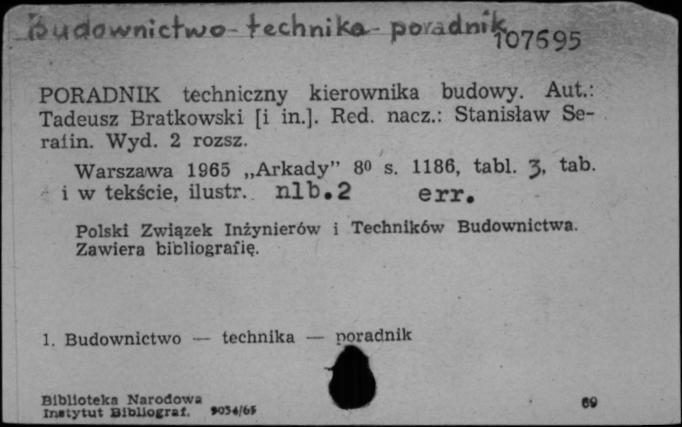 Budownictwo - technika - poradnik
107595
PORADNIK techniczny kierownika budowy. Aut.:
Tadeusz Bratkowski [i in.]. Red. nacz.: Stanisław Se-
rafin. Wyd. 2 rozsz.
Warszawa 1965 „Arkady” 8⁰ s. 1186, tabl. 3, tab.
i w tekście, ilustr. nlb.2 err.
Polski Związek Inżynierów i Techników Budownictwa.
Zawiera bibliografię.
1. Budownictwo — technika — poradnik
Biblioteka Narodowa
Instytut Bibliograf. 9034/65
69